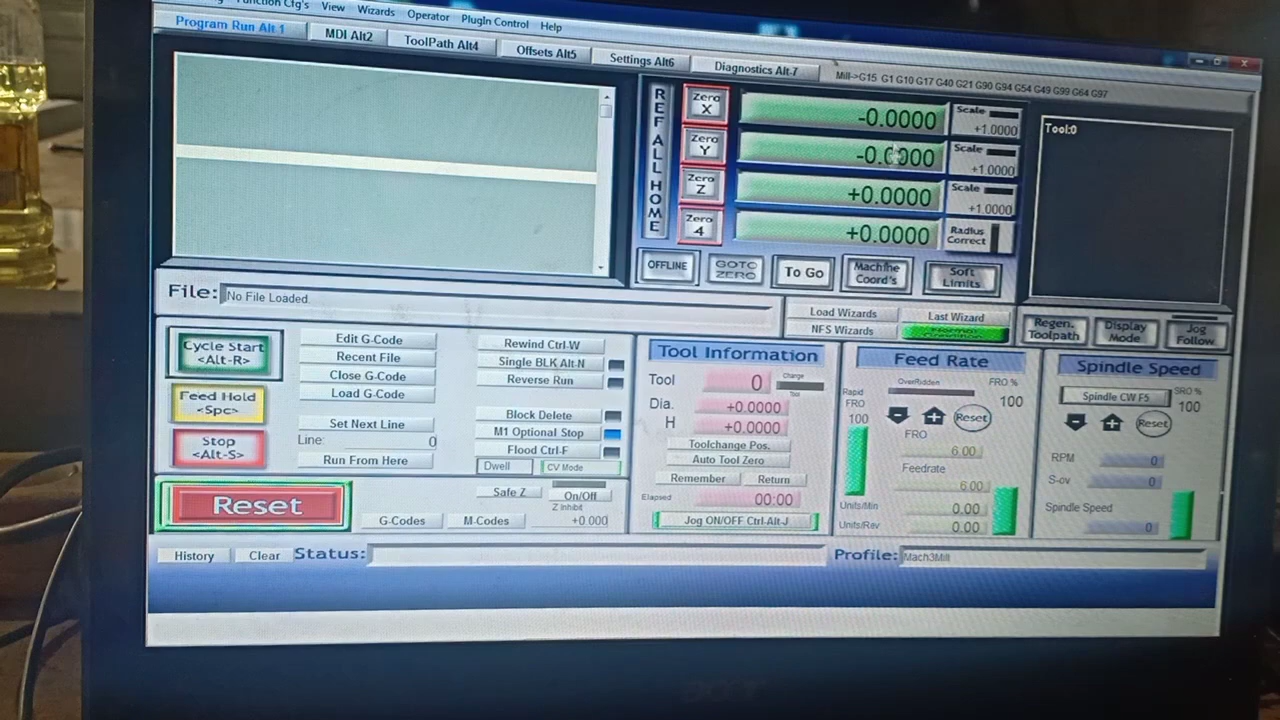 Function Cfg's View Wizards Operator PlugIn Control Help
Program Run Alt 1 MDI Alt2 ToolPath Alt4 Offsets Alt5 Settings Alt6 Diagnostics Alt-7
Mill->G15 G1 G10 G17 G40 G21 G90 G94 G54 G49 G99 G64 G97
REF ALL HOME
Zero X -0.0000 Scale +1.0000
Zero Y -0.0000 Scale +1.0000
Zero Z +0.0000 Scale +1.0000
Zero 4 +0.0000 Radius Correct
Tool:0
OFFLINE GOTO ZERO To Go Machine Coord's Soft Limits
File: No File Loaded.
Load Wizards Last Wizard
NFS Wizards
Regen. Toolpath Display Mode Jog Follow
Cycle Start <Alt-R>
Feed Hold <Spc>
Stop <Alt-S>
Edit G-Code
Recent File
Close G-Code
Load G-Code
Set Next Line
Line: 0
Run From Here
Rewind Ctrl-W
Single BLK Alt-N
Reverse Run
Block Delete
M1 Optional Stop
Flood Ctrl-F
Dwell CV Mode
Reset
G-Codes M-Codes
Safe Z On/Off
Z Inhibit
+0.000
Tool Information
Tool 0 Change Tool
Dia. +0.0000
H +0.0000
Toolchange Pos.
Auto Tool Zero
Remember Return
Elapsed 00:00
Jog ON/OFF Ctrl-Alt-J
Feed Rate
OverRidden FRO %
100
Rapid FRO
100
Reset
FRO
6.00
Feedrate
6.00
Units/Min 0.00
Units/Rev 0.00
Spindle Speed
Spindle CW F5 SRO %
100
Reset
RPM 0
S-ov 0
Spindle Speed
0
History Clear Status: Profile: Mach3Mill